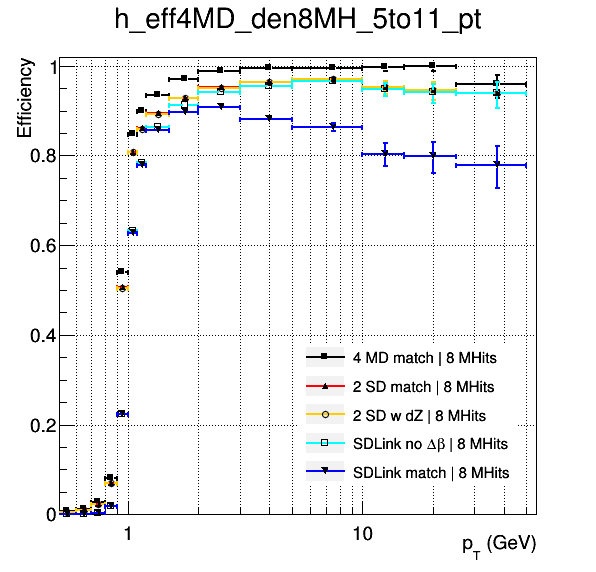 h_eff4MD_den8MH_5to11_pt
Efficiency
1
0.8
0.6
0.4
0.2
0
4 MD match | 8 MHits
2 SD match | 8 MHits
2 SD w dZ | 8 MHits
SDLink no Δβ | 8 MHits
SDLink match | 8 MHits
1 10
p_T (GeV)